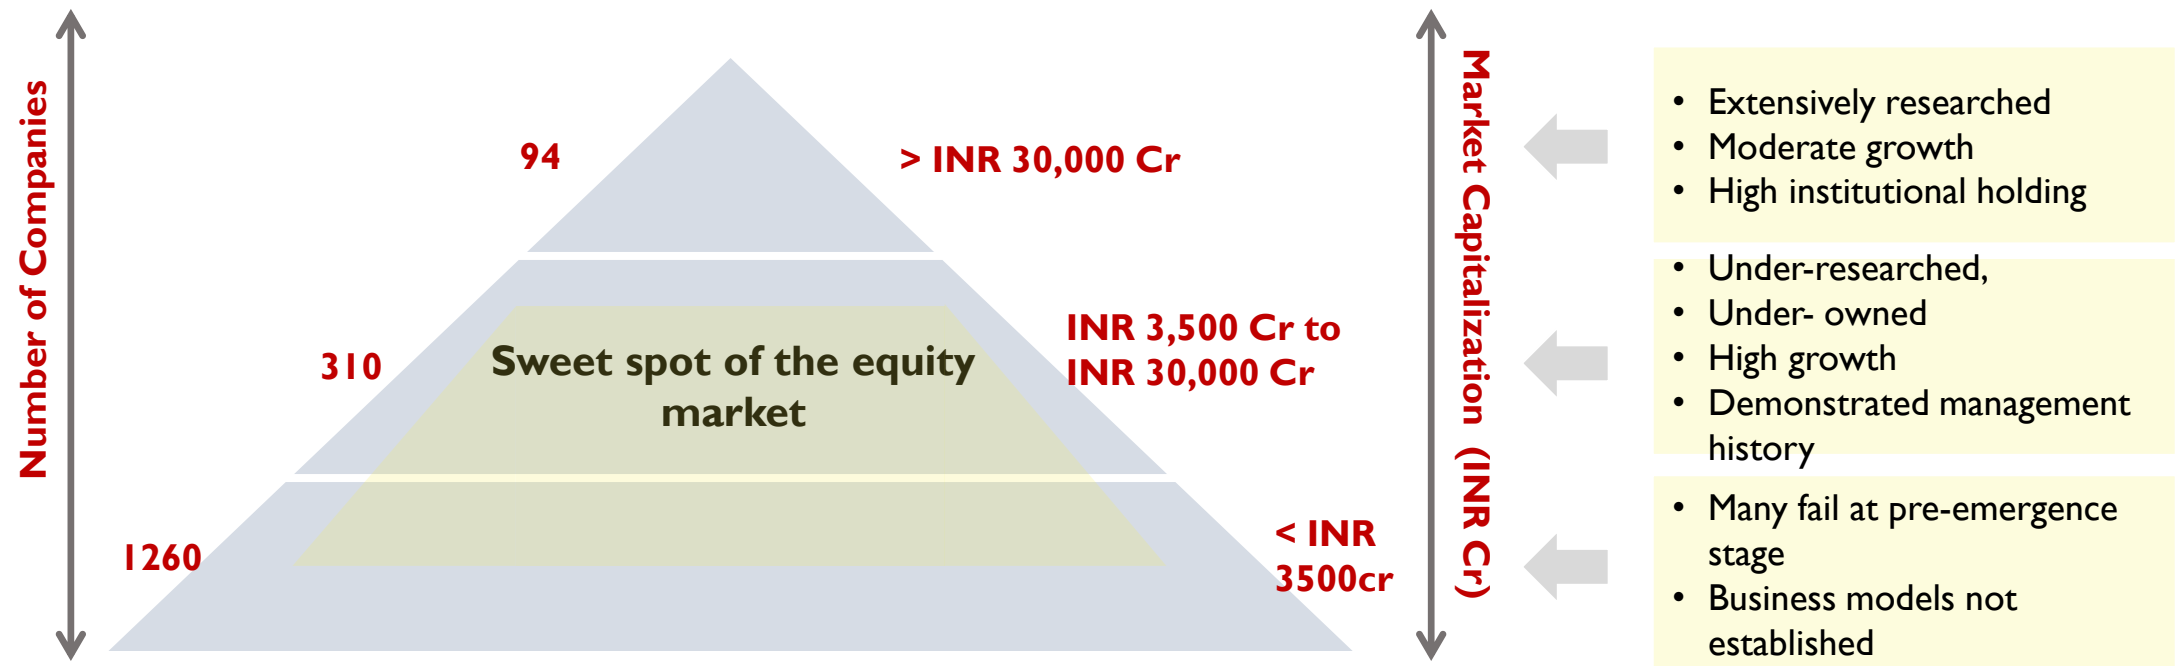 Number of Companies
94
> INR 30,000 Cr
310
Sweet spot of the equity
market
INR 3,500 Cr to
INR 30,000 Cr
1260
< INR
3500cr
Market Capitalization (INR Cr)
• Extensively researched
• Moderate growth
• High institutional holding
• Under-researched,
• Under- owned
• High growth
• Demonstrated management
history
• Many fail at pre-emergence
stage
• Business models not
established